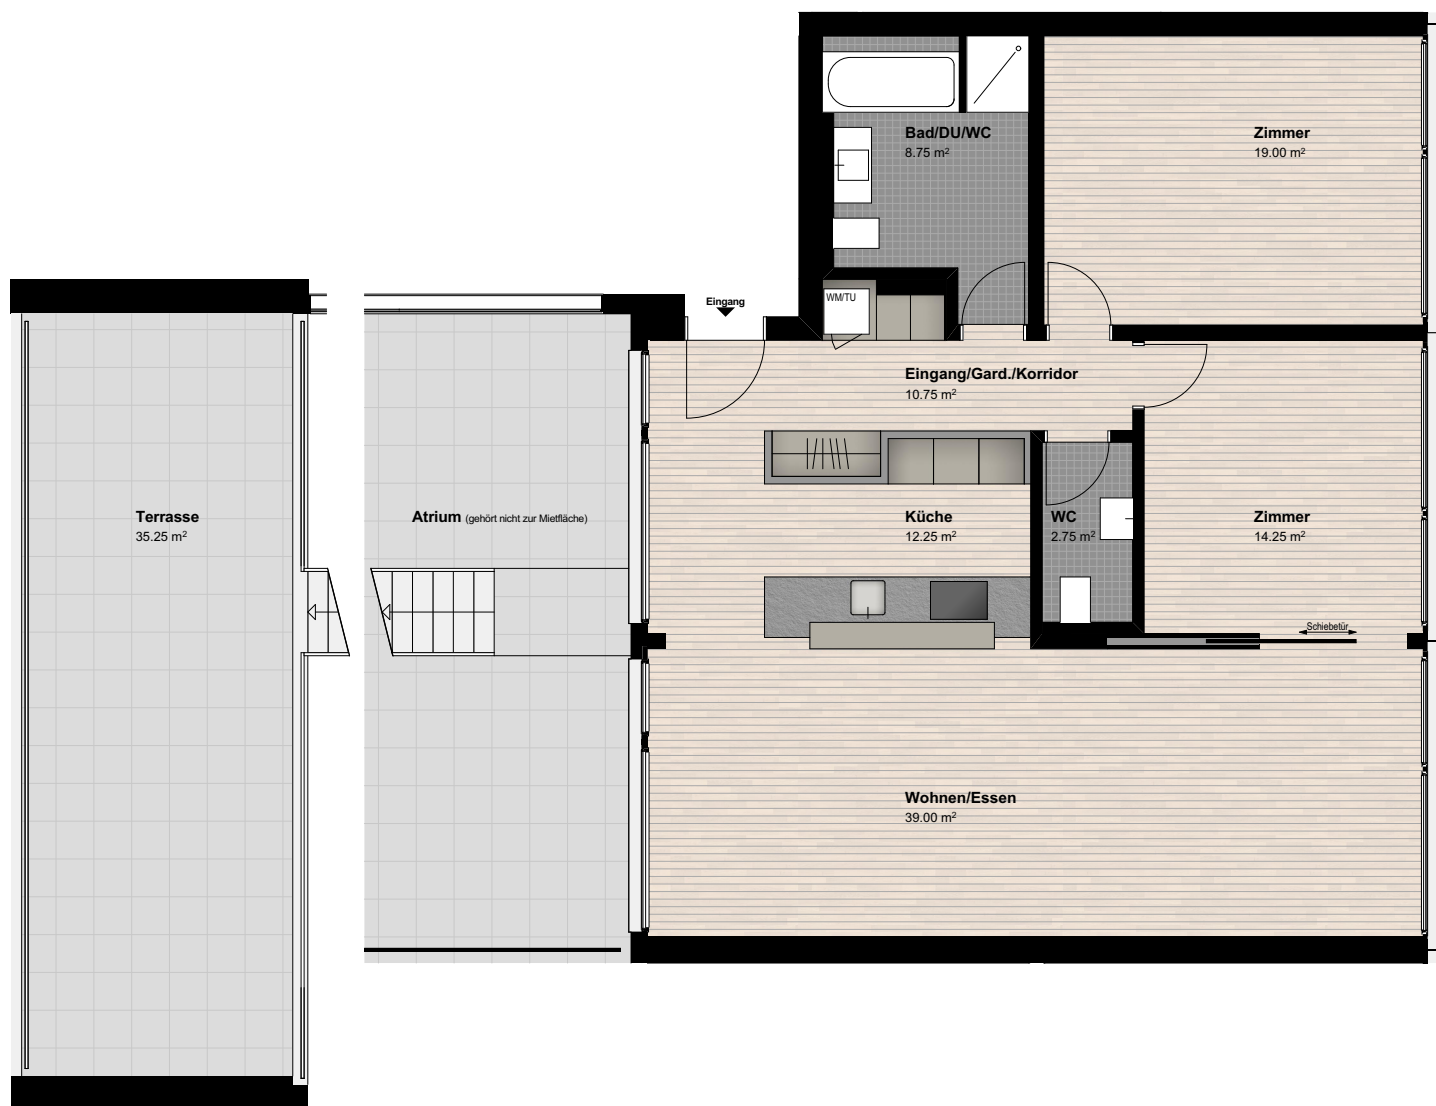 Bad/DU/WC
8.75 m²
Zimmer
19.00 m²
WM/TU
Eingang
Eingang/Gard./Korridor
10.75 m²
Terrasse
35.25 m²
Atrium (gehört nicht zur Mietfläche)
Küche
12.25 m²
WC
2.75 m²
Zimmer
14.25 m²
Schiebetür
Wohnen/Essen
39.00 m²